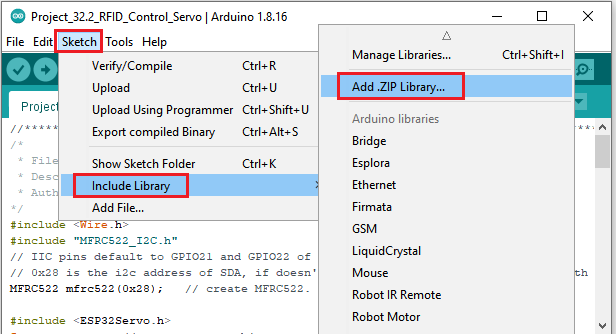 Project_32.2_RFID_Control_Servo | Arduino 1.8.16
File Edit Sketch Tools Help
Verify/Compile Ctrl+R
Upload Ctrl+U
Upload Using Programmer Ctrl+Shift+U
Export compiled Binary Ctrl+Alt+S
Show Sketch Folder Ctrl+K
Include Library
Add File...
Manage Libraries... Ctrl+Shift+I
Add .ZIP Library...
Arduino libraries
Bridge
Esplora
Ethernet
Firmata
GSM
LiquidCrystal
Mouse
Robot IR Remote
Robot Motor
Project
//**
/*
* File
* Desc
* Auth
*/
#include <Wire.h>
#include "MFRC522_I2C.h"
// IIC pins default to GPIO21 and GPIO22 of
// 0x28 is the i2c address of SDA, if doesn'
th
MFRC522 mfrc522(0x28); // create MFRC522.
#include <ESP32Servo.h>